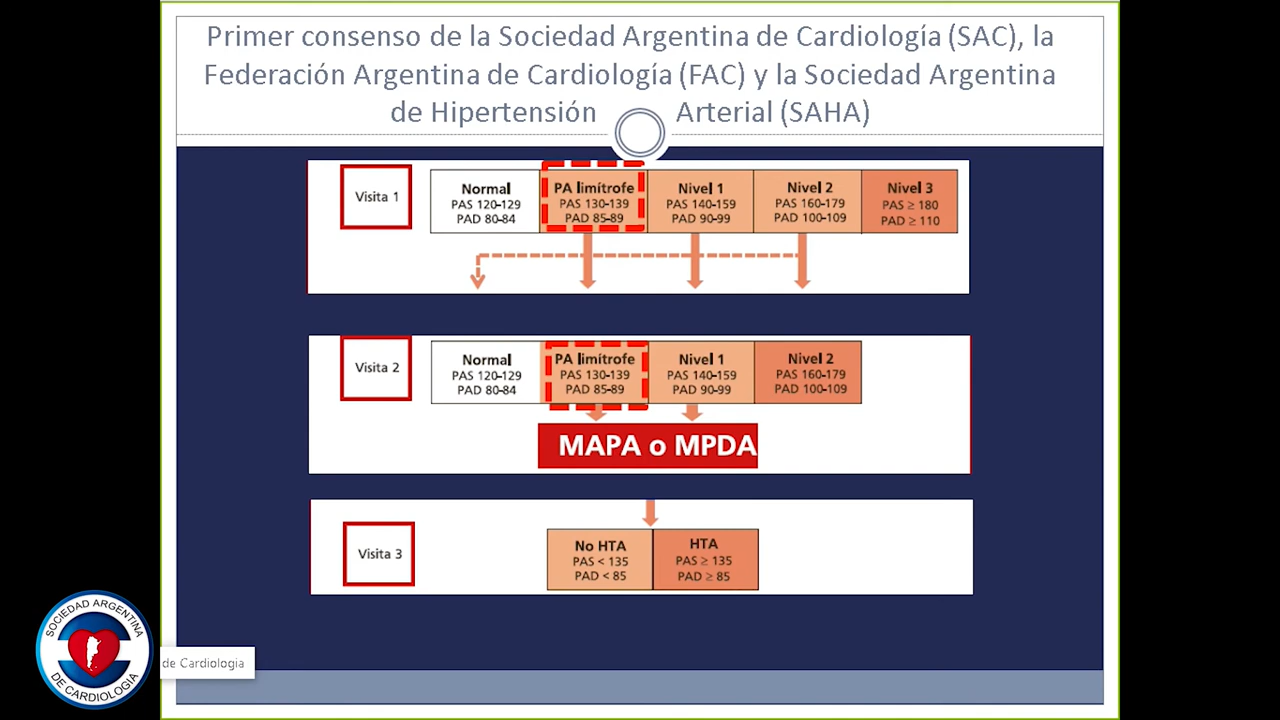 Primer consenso de la Sociedad Argentina de Cardiología (SAC), la
Federación Argentina de Cardiología (FAC) y la Sociedad Argentina
de Hipertensión Arterial (SAHA)
Visita 1
Normal
PAS 120-129
PAD 80-84
PA limítrofe
PAS 130-139
PAD 85-89
Nivel 1
PAS 140-159
PAD 90-99
Nivel 2
PAS 160-179
PAD 100-109
Nivel 3
PAS ≥ 180
PAD ≥ 110
Visita 2
Normal
PAS 120-129
PAD 80-84
PA limítrofe
PAS 130-139
PAD 85-89
Nivel 1
PAS 140-159
PAD 90-99
Nivel 2
PAS 160-179
PAD 100-109
MAPA o MPDA
Visita 3
No HTA
PAS < 135
PAD < 85
HTA
PAS ≥ 135
PAD ≥ 85
SOCIEDAD ARGENTINA
DE CARDIOLOGIA
de Cardiologia